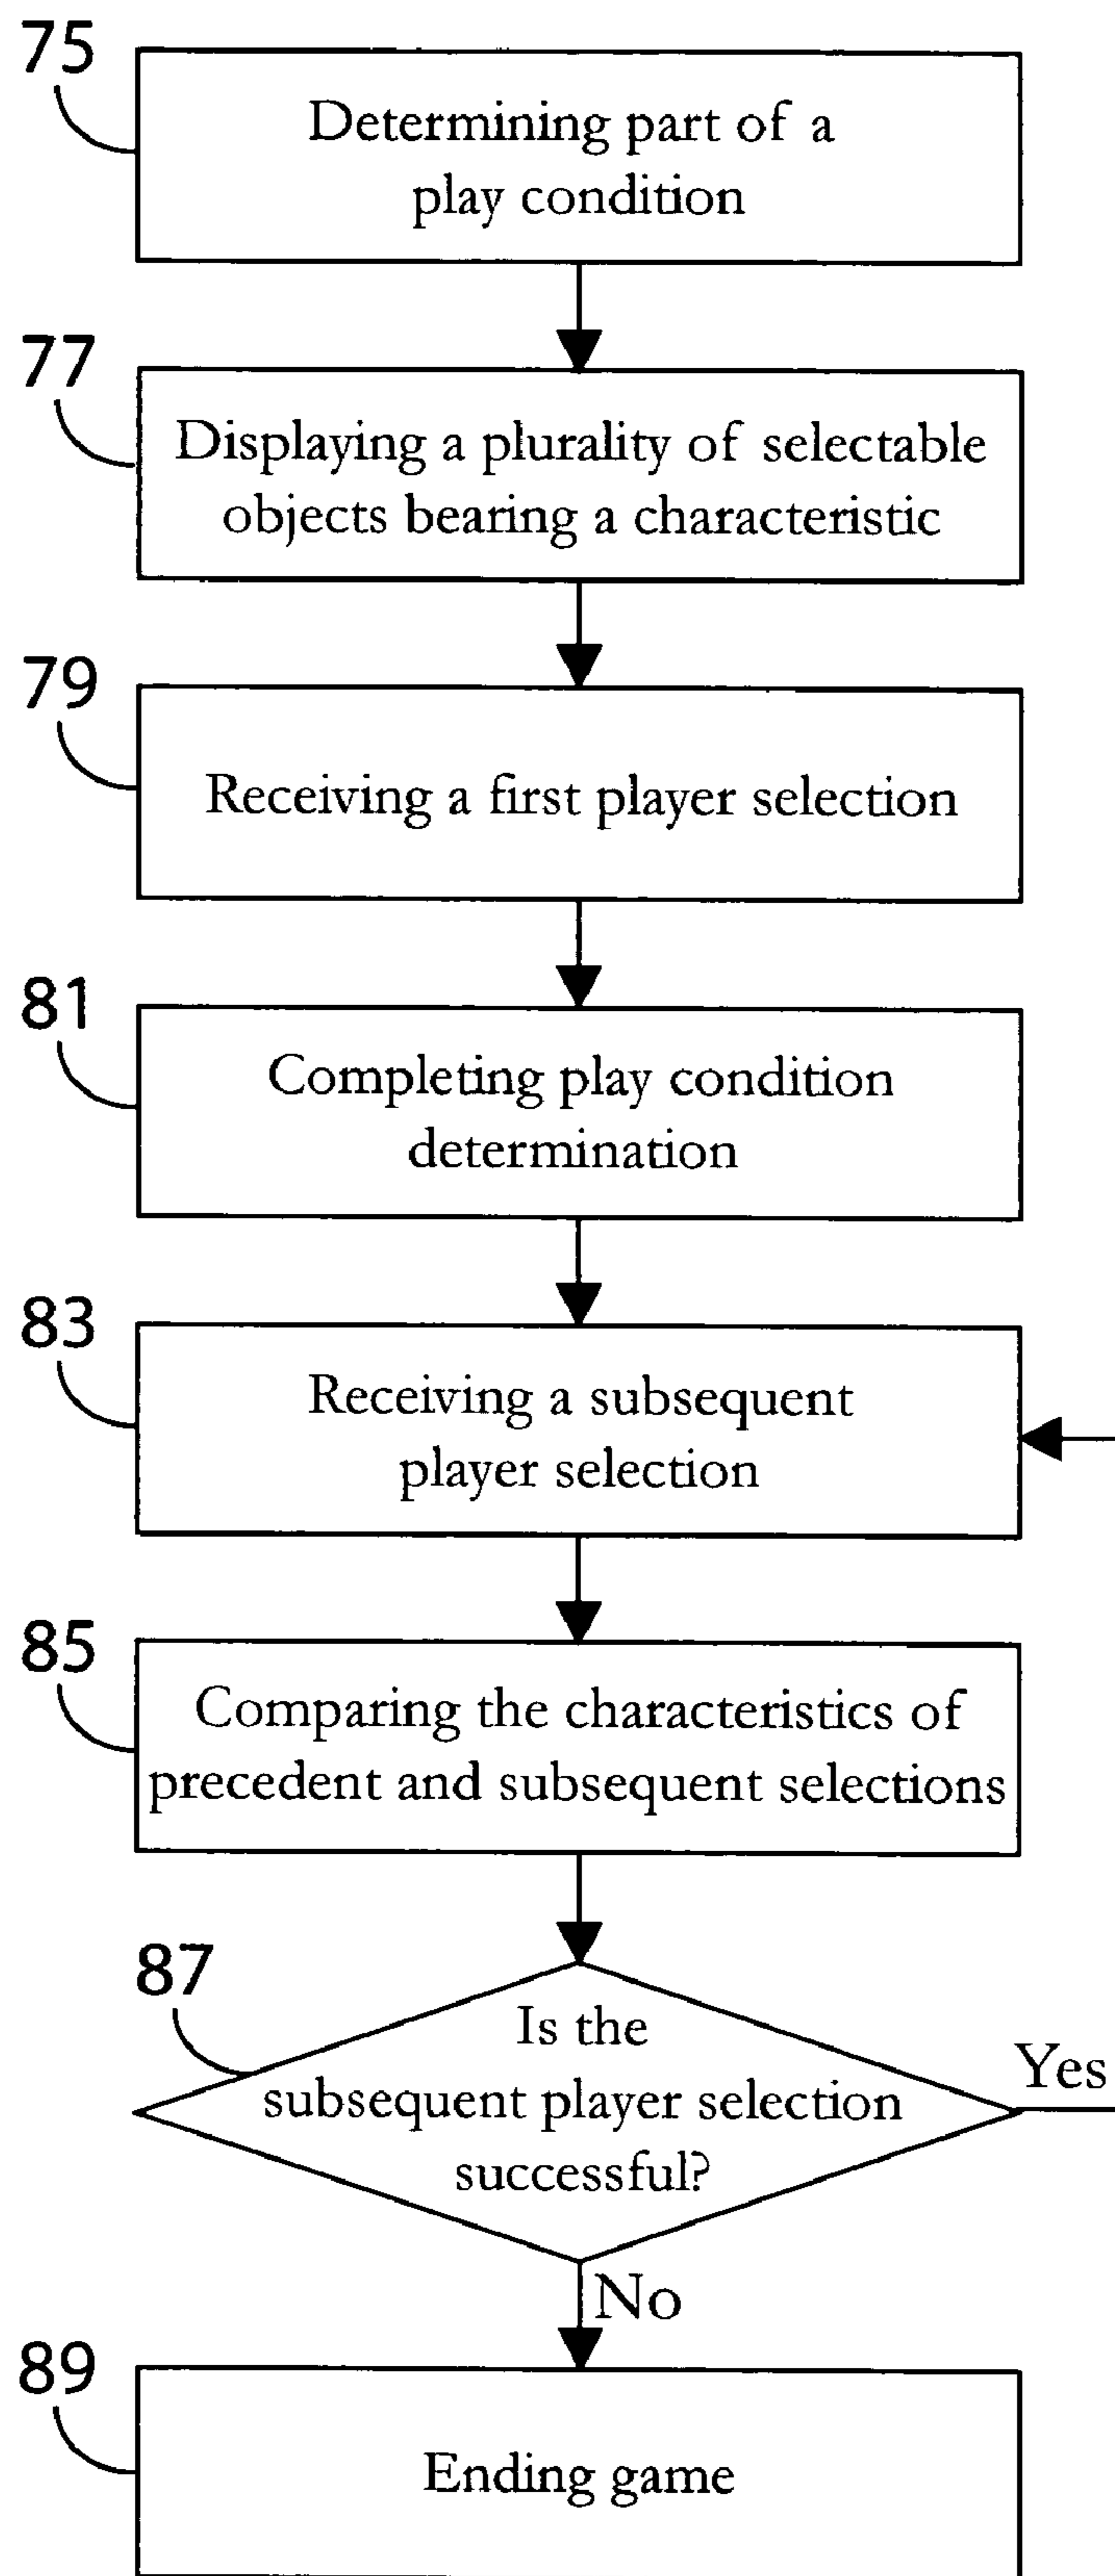 75
Determining part of a
play condition
77
Displaying a plurality of selectable
objects bearing a characteristic
79
Receiving a first player selection
81
Completing play condition
determination
83
Receiving a subsequent
player selection
85
Comparing the characteristics of
precedent and subsequent selections
87
Is the
subsequent player selection
successful?
Yes
No
89
Ending game